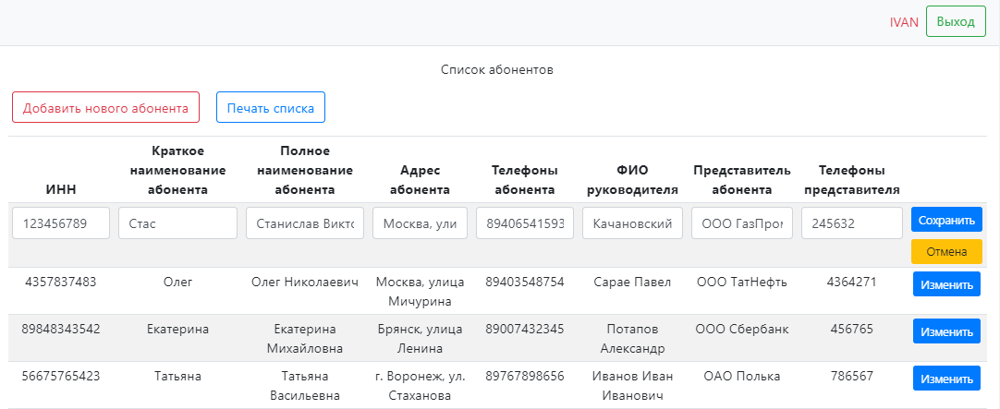 IVAN Выход
Список абонентов
Добавить нового абонента Печать списка
ИНН Краткое наименование абонента Полное наименование абонента Адрес абонента Телефоны абонента ФИО руководителя Представитель абонента Телефоны представителя
123456789 Стас Станислав Викто Москва, ули 89406541593 Качановский ООО ГазПром 245632 Сохранить
Отмена
4357837483 Олег Олег Николаевич Москва, улица Мичурина 89403548754 Сарае Павел ООО ТатНефть 4364271 Изменить
89848343542 Екатерина Екатерина Михайловна Брянск, улица Ленина 89007432345 Потапов Александр ООО Сбербанк 456765 Изменить
56675765423 Татьяна Татьяна Васильевна г. Воронеж, ул. Стаханова 89767898656 Иванов Иван Иванович ОАО Полька 786567 Изменить